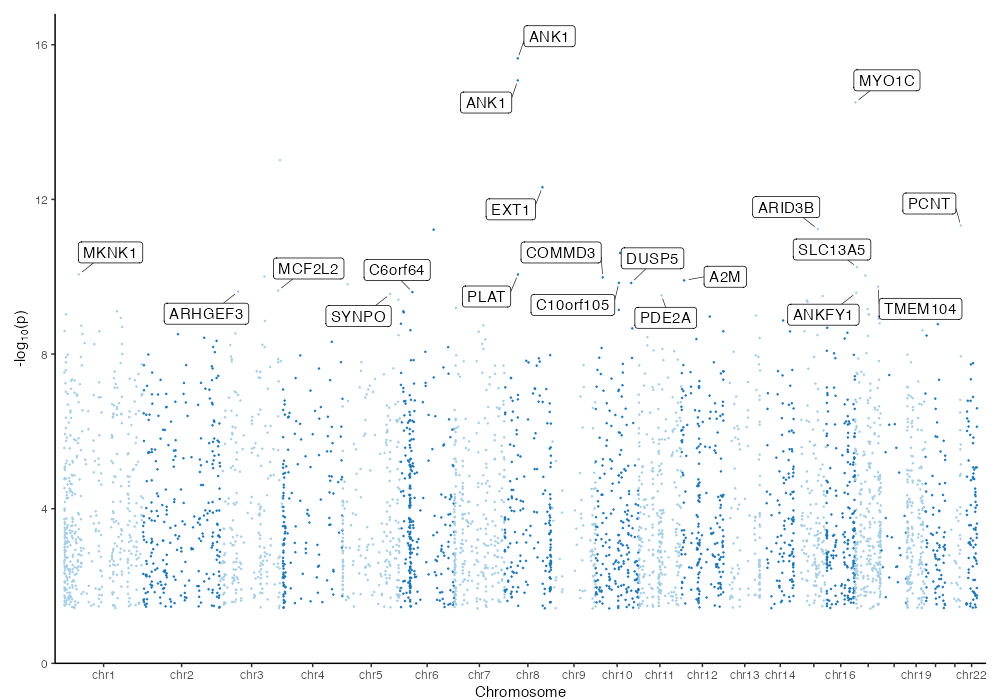 16
12
8
4
0
-log10(p)
ANK1
ANK1
MYO1C
EXT1
ARID3B
PCNT
MKNK1
COMMD3
SLC13A5
MCF2L2
C6orf64
DUSP5
A2M
PLAT
C10orf105
ARHGEF3
SYNPO
PDE2A
ANKFY1
TMEM104
chr1 chr2 chr3 chr4 chr5 chr6 chr7 chr8 chr9 chr10 chr11 chr12 chr13 chr14 chr16 chr19 chr22
Chromosome